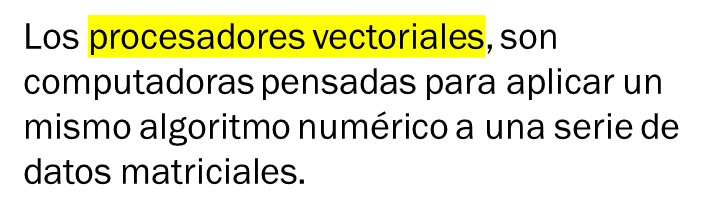 Los procesadores vectoriales, son
computadoras pensadas para aplicar un
mismo algoritmo numérico a una serie de
datos matriciales.